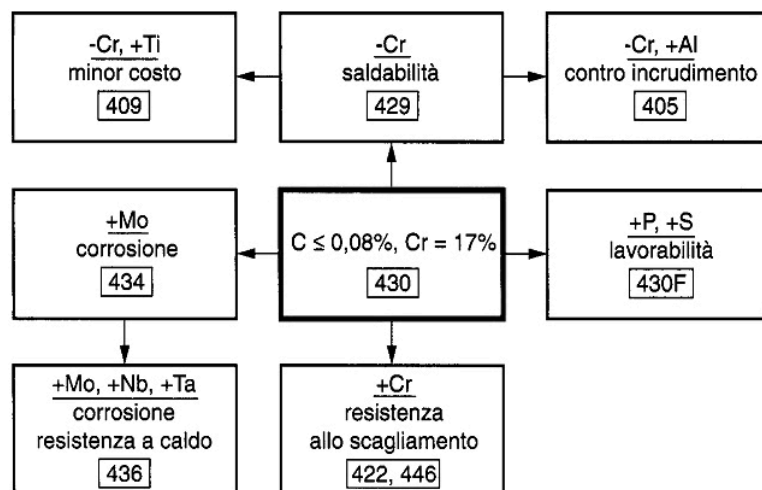 -Cr, +Ti
minor costo
409
-Cr
saldabilità
429
-Cr, +Al
contro incrudimento
405
+Mo
corrosione
434
C ≤ 0,08%, Cr = 17%
430
+P, +S
lavorabilità
430F
+Mo, +Nb, +Ta
corrosione
resistenza a caldo
436
+Cr
resistenza
allo scagliamento
422, 446